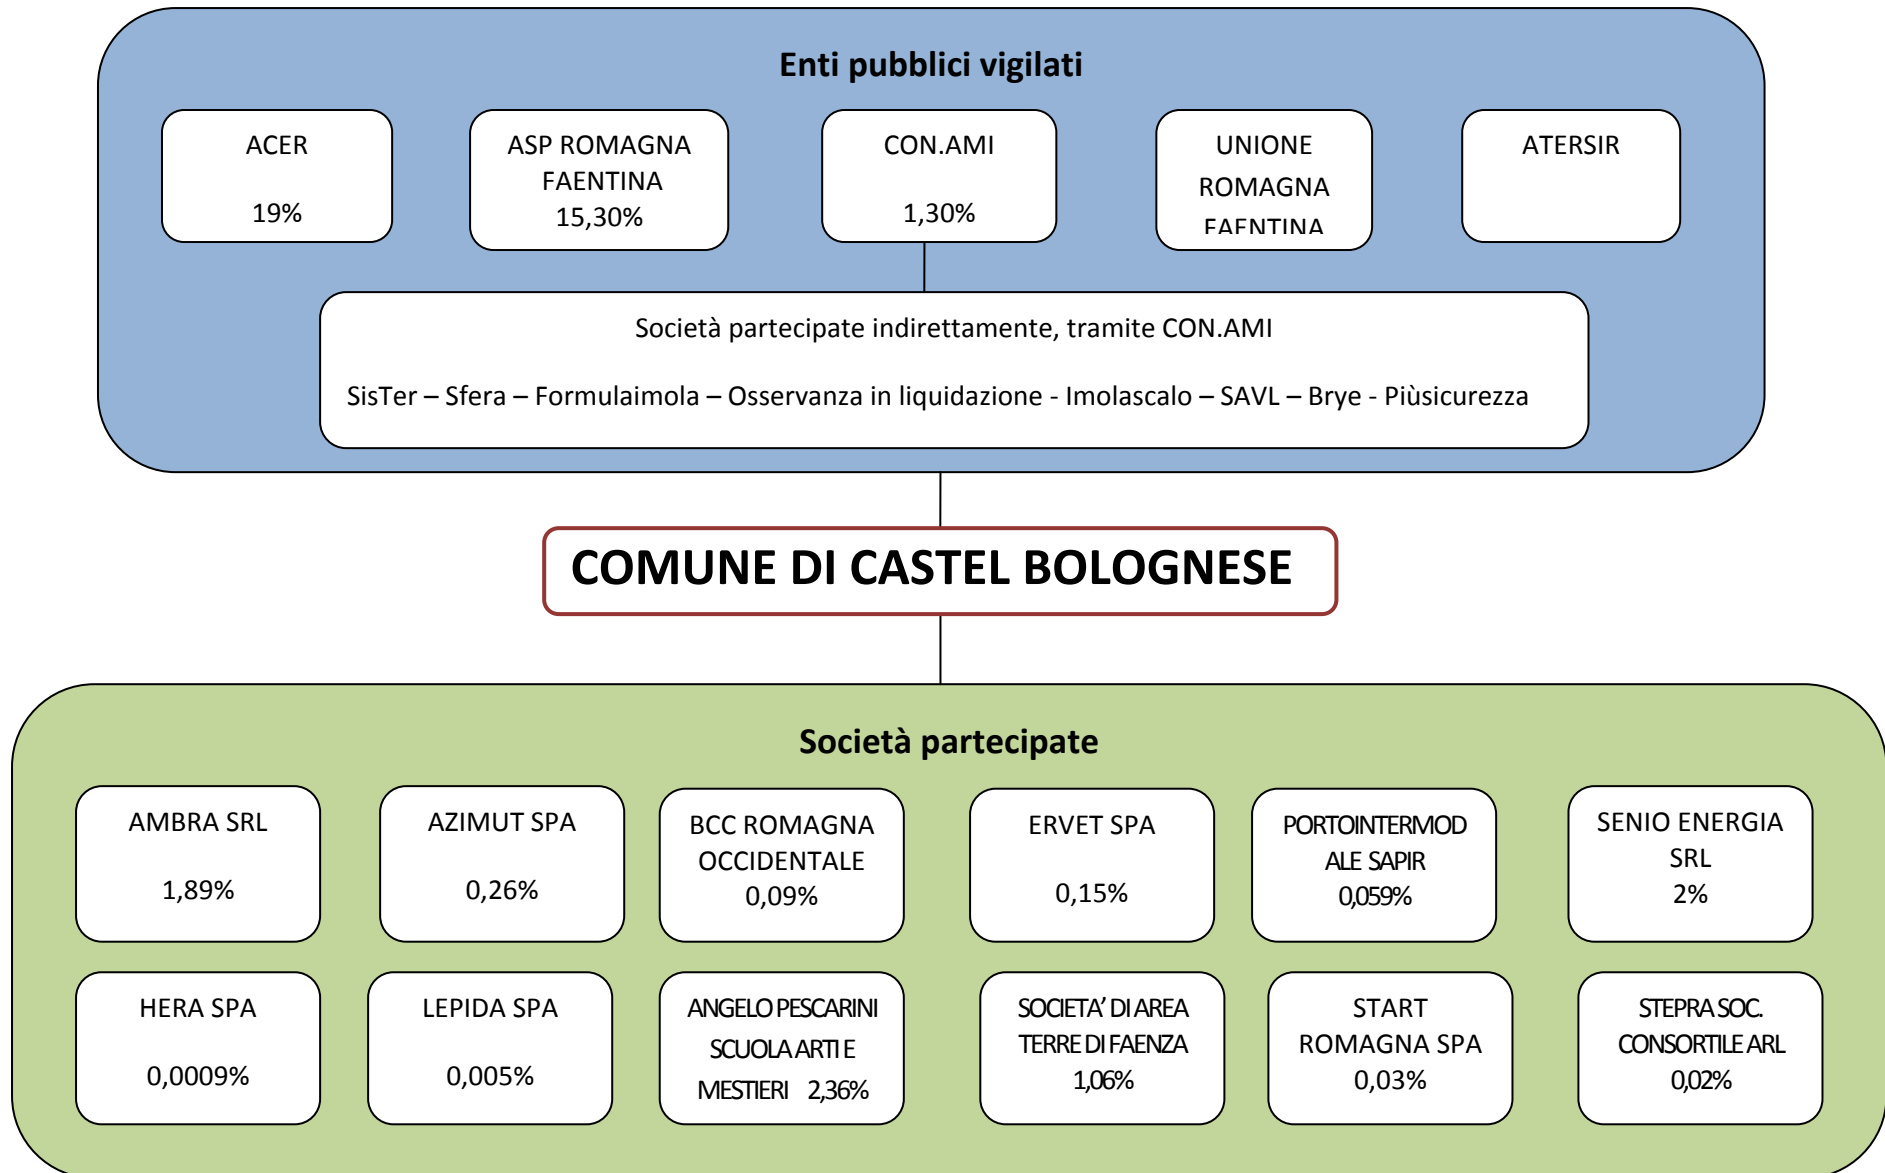 Enti pubblici vigilati
ACER
19%
ASP ROMAGNA
FAENTINA
15,30%
CON.AMI
1,30%
UNIONE
ROMAGNA
FAENTINA
ATERSIR
Società partecipate indirettamente, tramite CON.AMI
SisTer – Sfera – Formulaimola – Osservanza in liquidazione - Imolascalo – SAVL – Brye - Piùsicurezza
COMUNE DI CASTEL BOLOGNESE
Società partecipate
AMBRA SRL
1,89%
AZIMUT SPA
0,26%
BCC ROMAGNA
OCCIDENTALE
0,09%
ERVET SPA
0,15%
PORTOINTERMOD
ALE SAPIR
0,059%
SENIO ENERGIA
SRL
2%
HERA SPA
0,0009%
LEPIDA SPA
0,005%
ANGELO PESCARINI
SCUOLA ARTI E
MESTIERI 2,36%
SOCIETA’ DI AREA
TERRE DI FAENZA
1,06%
START
ROMAGNA SPA
0,03%
STEPRA SOC.
CONSORTILE ARL
0,02%